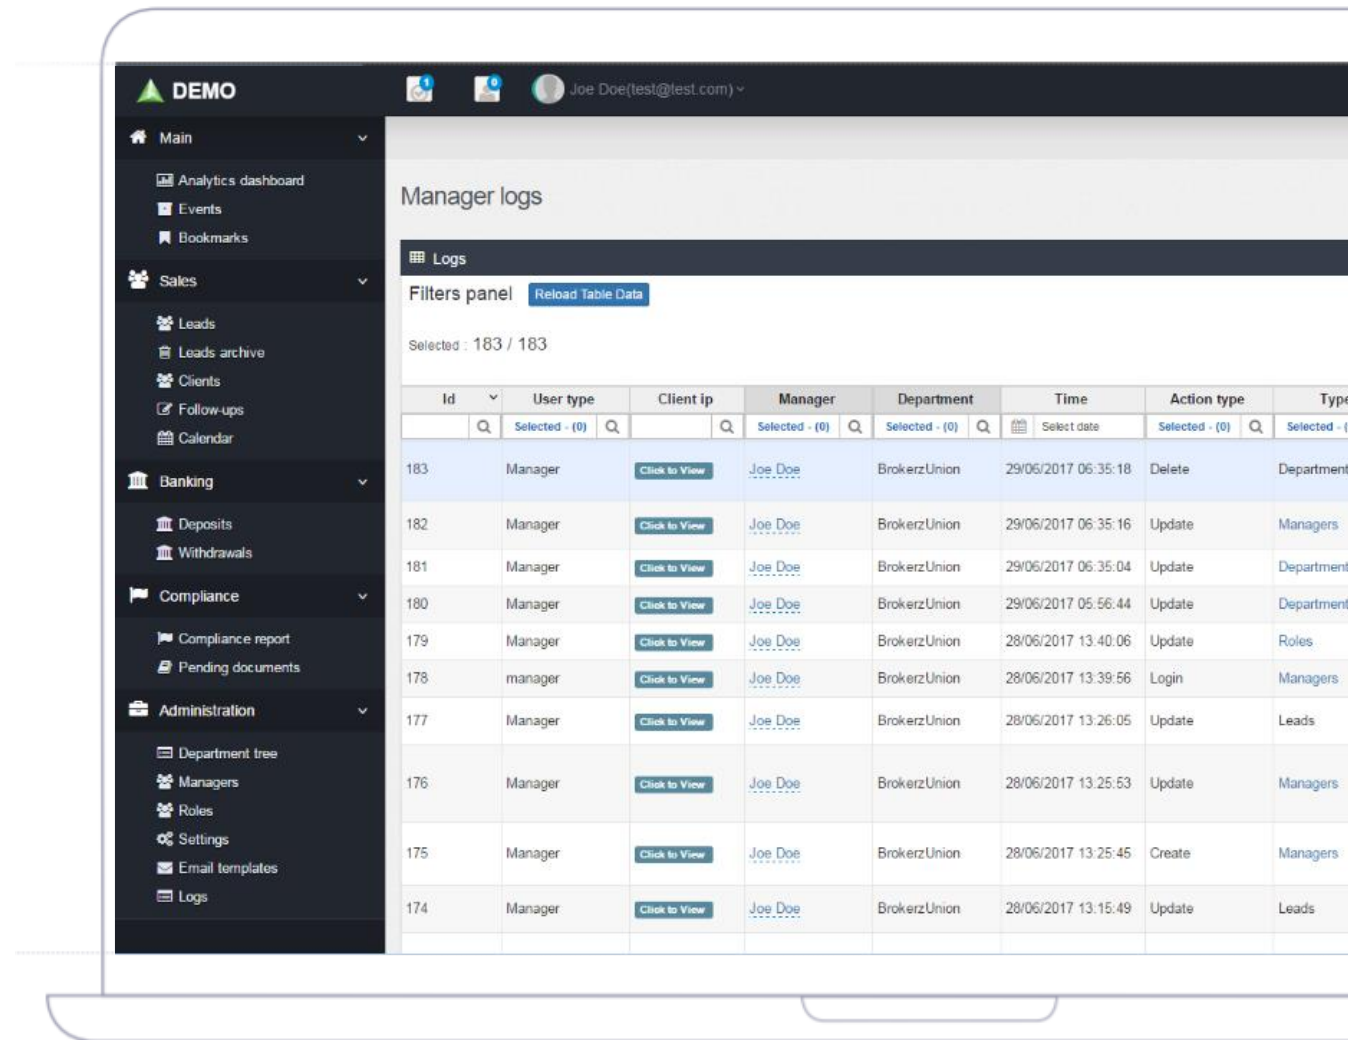 DEMO
1
0
Joe Doe(test@test.com)
Main
Analytics dashboard
Events
Bookmarks
Sales
Leads
Leads archive
Clients
Follow-ups
Calendar
Banking
Deposits
Withdrawals
Compliance
Compliance report
Pending documents
Administration
Department tree
Managers
Roles
Settings
Email templates
Logs
Manager logs
Logs
Filters panel Reload Table Data
Selected : 183 / 183
Id User type Client ip Manager Department Time Action type Type
Selected - (0) Selected - (0) Selected - (0) Select date Selected - (0) Selected - (
183 Manager Click to View Joe Doe BrokerzUnion 29/06/2017 06:35:18 Delete Department
182 Manager Click to View Joe Doe BrokerzUnion 29/06/2017 06:35:16 Update Managers
181 Manager Click to View Joe Doe BrokerzUnion 29/06/2017 06:35:04 Update Department
180 Manager Click to View Joe Doe BrokerzUnion 29/06/2017 05:56:44 Update Department
179 Manager Click to View Joe Doe BrokerzUnion 28/06/2017 13:40:06 Update Roles
178 manager Click to View Joe Doe BrokerzUnion 28/06/2017 13:39:56 Login Managers
177 Manager Click to View Joe Doe BrokerzUnion 28/06/2017 13:26:05 Update Leads
176 Manager Click to View Joe Doe BrokerzUnion 28/06/2017 13:25:53 Update Managers
175 Manager Click to View Joe Doe BrokerzUnion 28/06/2017 13:25:45 Create Managers
174 Manager Click to View Joe Doe BrokerzUnion 28/06/2017 13:15:49 Update Leads